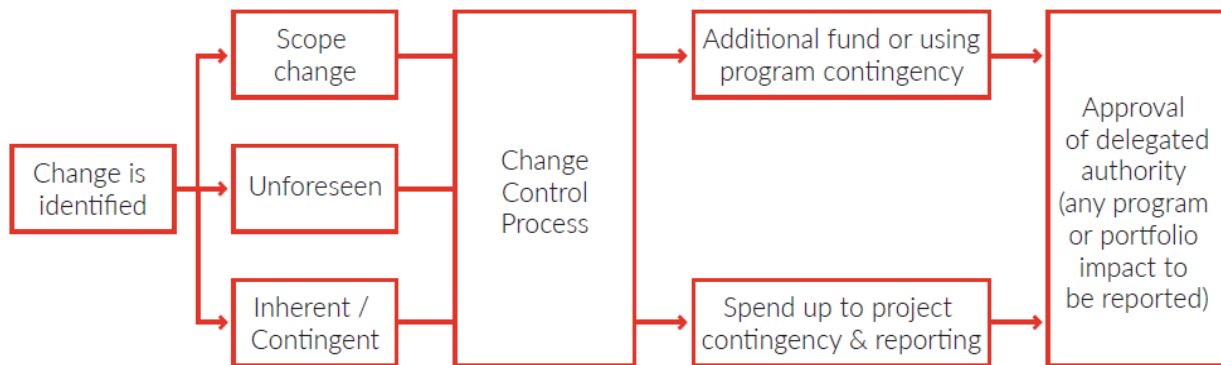 Change is
identified
Scope
change
Unforeseen
Inherent /
Contingent
Change
Control
Process
Additional fund or using
program contingency
Spend up to project
contingency & reporting
Approval
of delegated
authority
(any program
or portfolio
impact to
be reported)